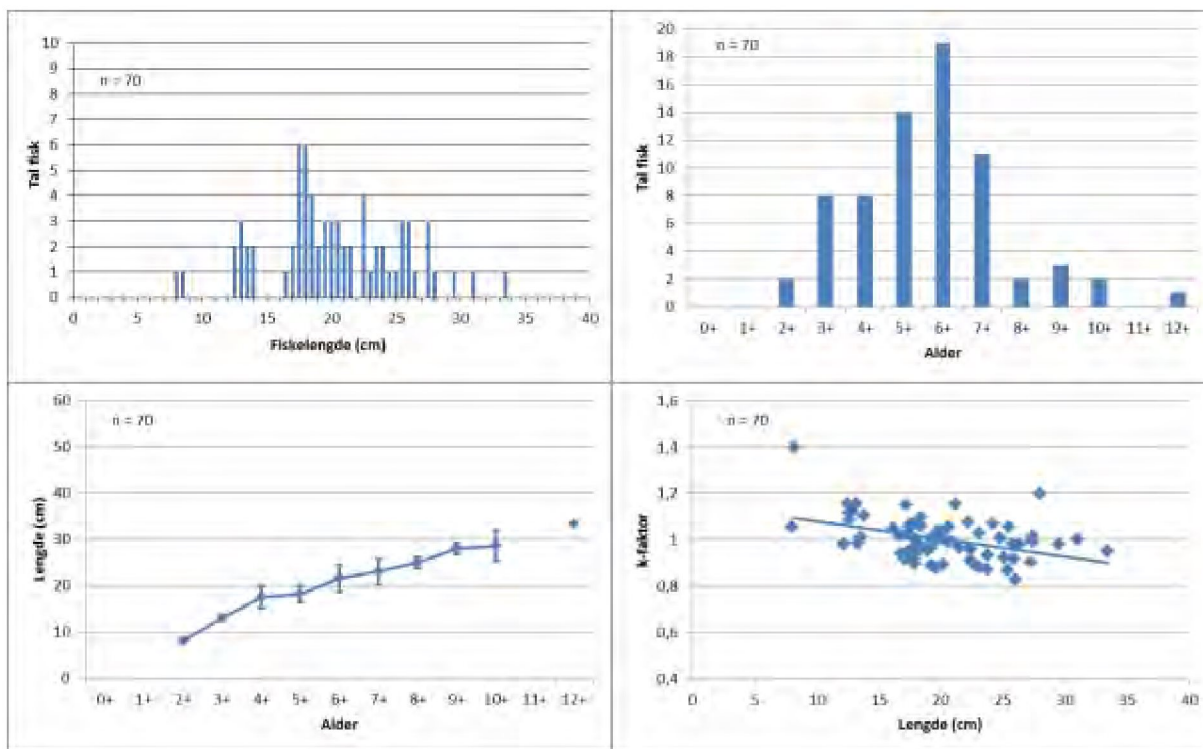 10
9
8
7
6
5
4
3
2
1
0
Tal fisk
n = 70
0 5 10 15 20 25 30 35 40
Fiskelengde (cm)
20
18
16
14
12
10
8
6
4
2
0
Tal fisk
n = 70
0+ 1+ 2+ 3+ 4+ 5+ 6+ 7+ 8+ 9+ 10+ 11+ 12+
Alder
60
50
40
30
20
10
0
Lengde (cm)
n = 70
0+ 1+ 2+ 3+ 4+ 5+ 6+ 7+ 8+ 9+ 10+ 11+ 12+
Alder
1,6
1,4
1,2
1
0,8
0,6
0,4
k-faktor
n = 70
0 5 10 15 20 25 30 35 40
Lengde (cm)